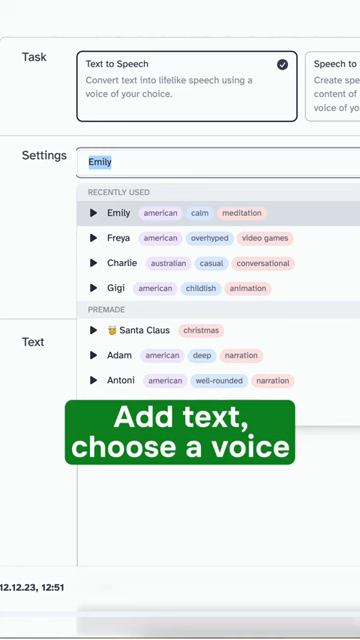 Task
Text to Speech
Convert text into lifelike speech using a
voice of your choice.
Speech to
Create spe
content of
voice of yo
Settings
Emily
RECENTLY USED
Emily american calm meditation
Freya american overhyped video games
Charlie australian casual conversational
Gigi american childlish animation
PREMADE
Santa Claus christmas
Text
Adam american deep narration
Antoni american well-rounded narration
Add text,
choose a voice
12.12.23, 12:51